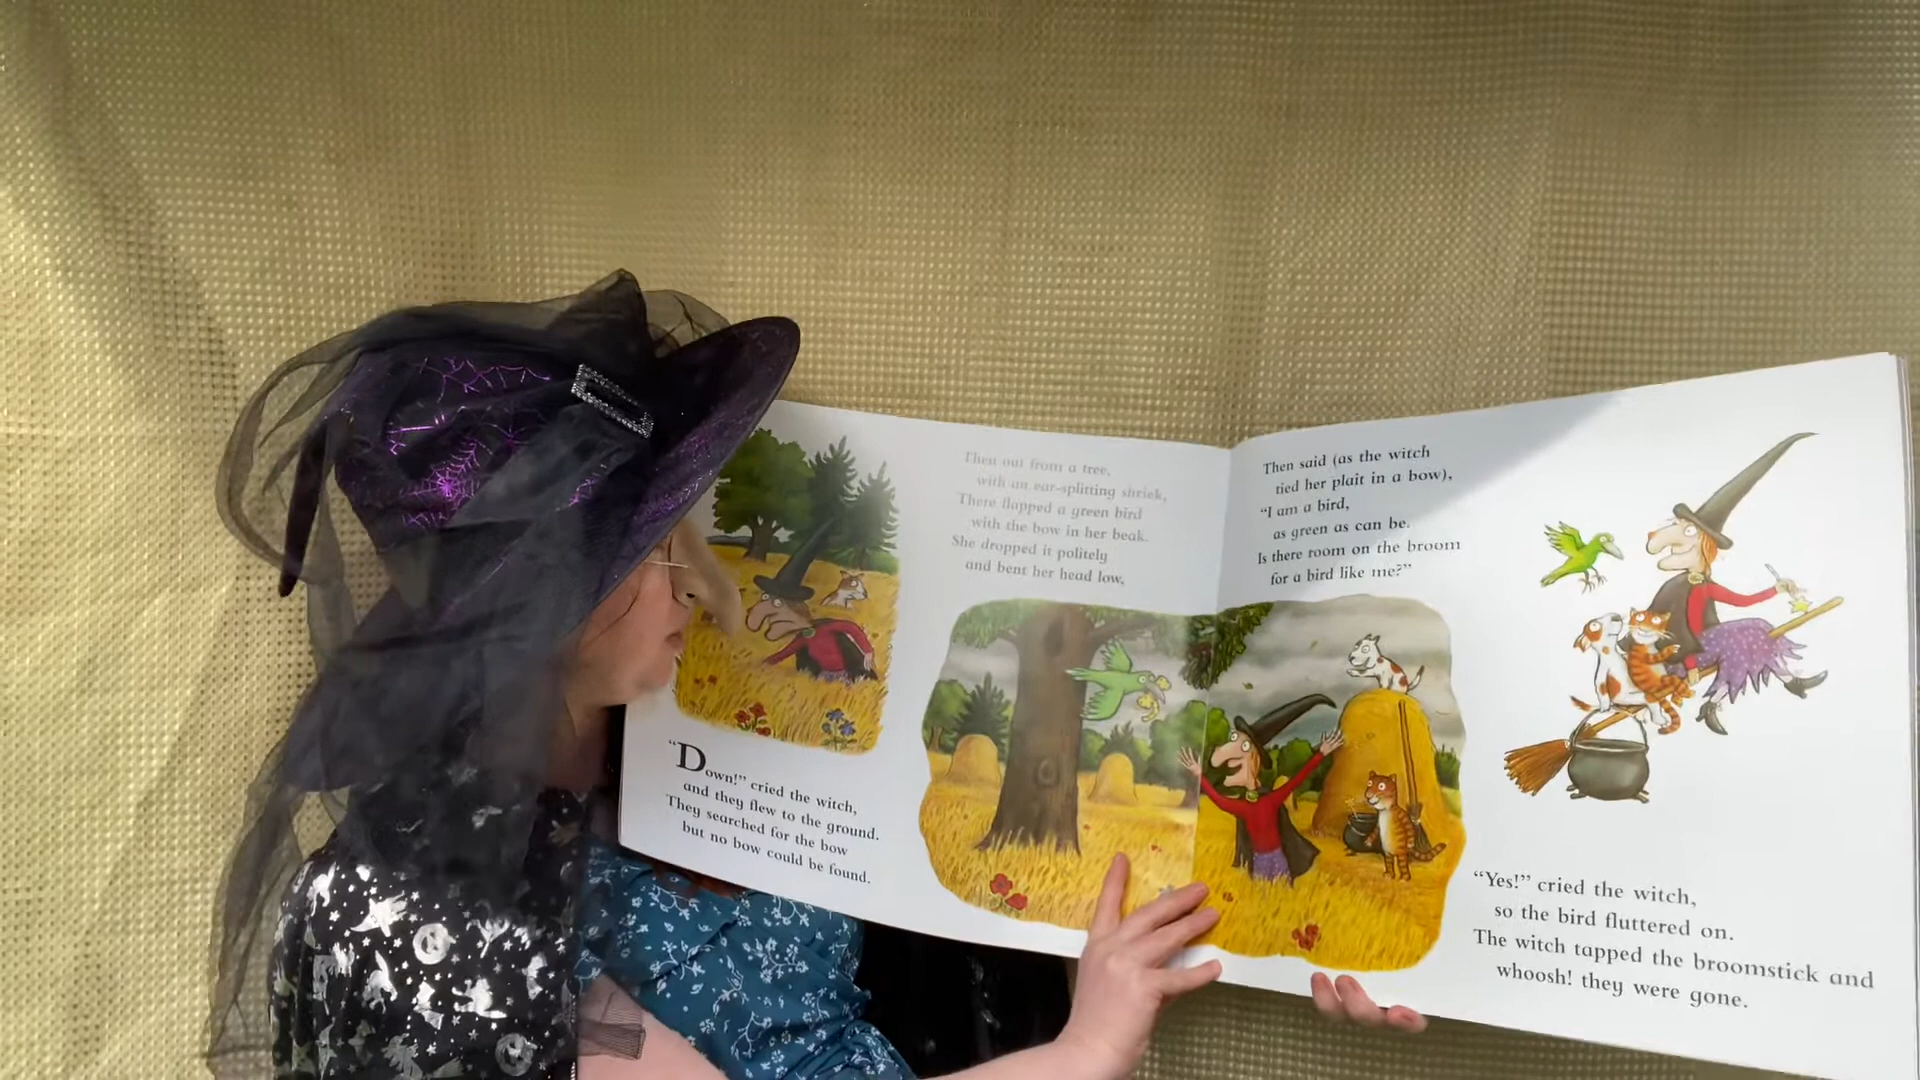 "Down!" cried the witch,
and they flew to the ground.
They searched for the bow
but no bow could be found.
Then out from a tree,
with an ear-splitting shriek,
There flapped a green bird
with the bow in her beak.
She dropped it politely
and bent her head low,
Then said (as the witch
tied her plait in a bow),
"I am a bird,
as green as can be.
Is there room on the broom
for a bird like me?"
"Yes!" cried the witch,
so the bird fluttered on.
The witch tapped the broomstick and
whoosh! they were gone.